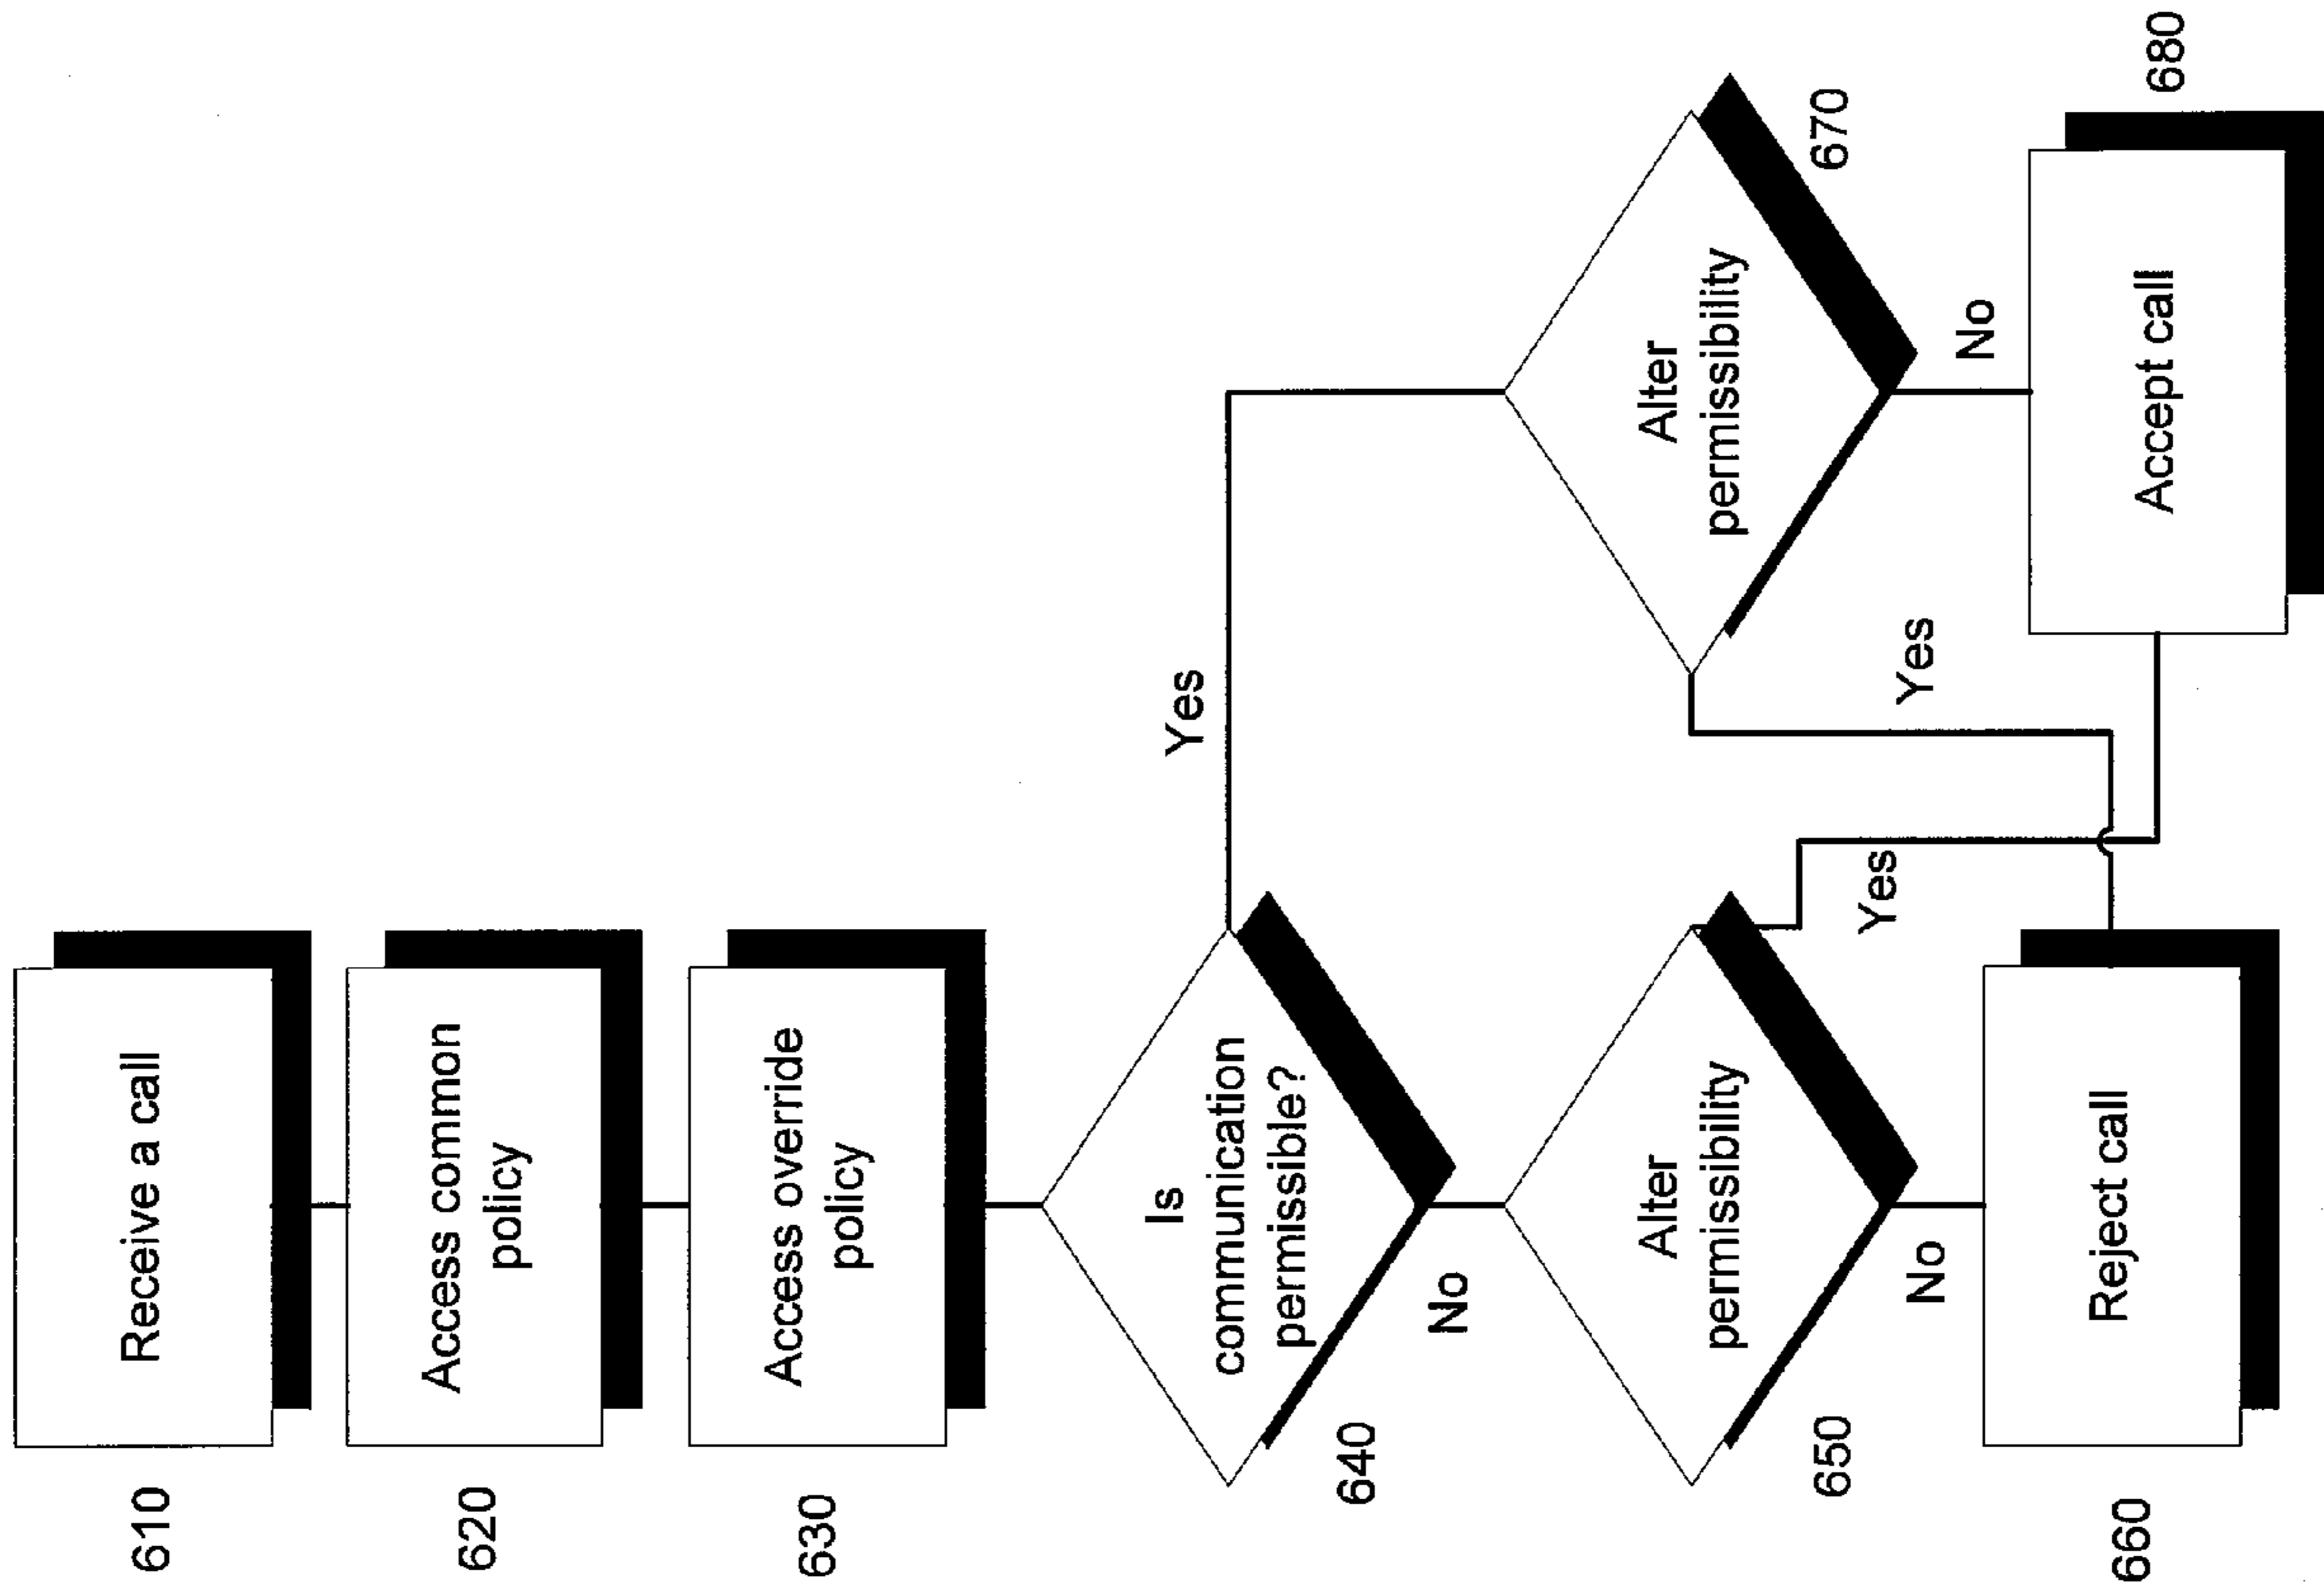 610
Receive a call
620
Access common
policy
630
Access override
policy
640
Is
communication
permissible?
Yes
No
650
Alter
permissibility
Yes
No
Alter
permissibility
670
Yes
No
660
Reject call
Accept call
680